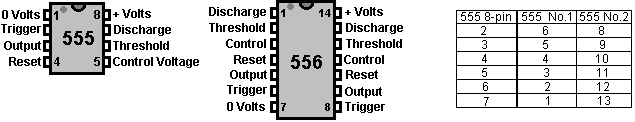 0 Volts 1 8 + Volts
Trigger Discharge
Output 555 Threshold
Reset 4 5 Control Voltage
Discharge 1 14 + Volts
Threshold Discharge
Control Threshold
Reset 556 Control
Output Reset
Trigger Output
0 Volts 7 8 Trigger
555 8-pin 555 No.1 555 No.2
2 6 8
3 5 9
4 4 10
5 3 11
6 2 12
7 1 13